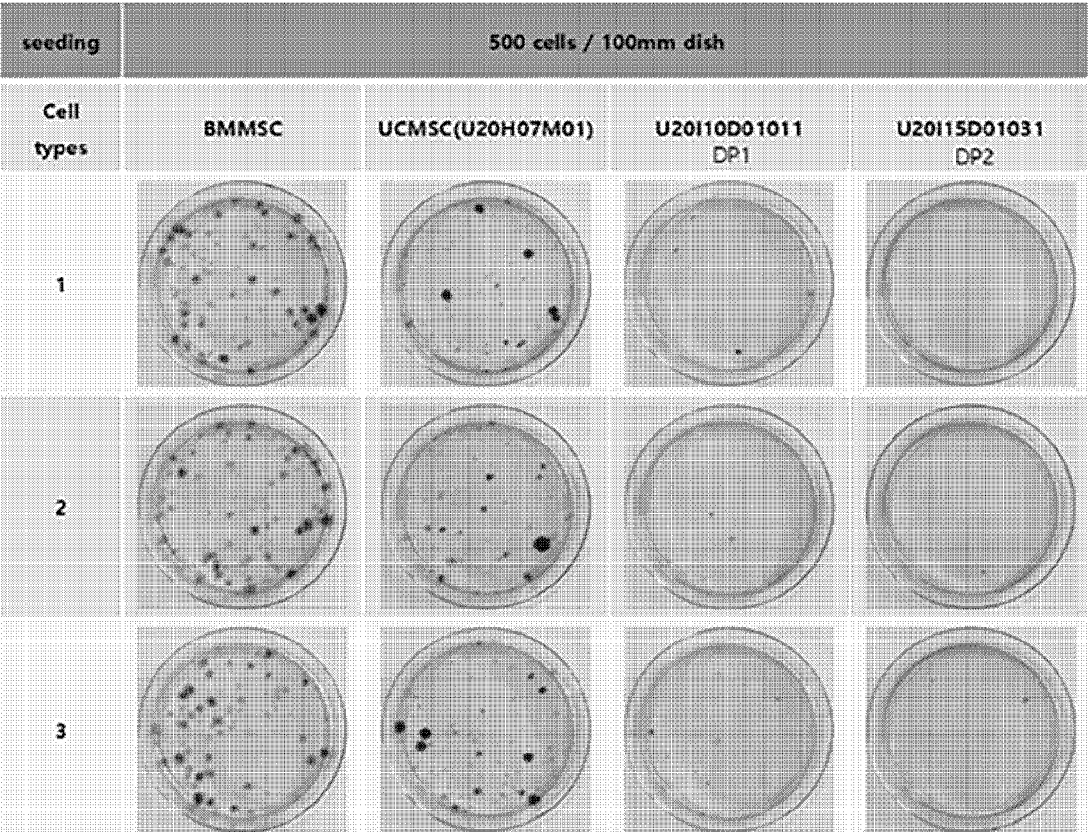 seeding
500 cells / 100mm dish
Cell
types
BMMSC
UCMSC(U20H07M01)
U20I10D01011
DP1
U20I15D01031
DP2
1
2
3